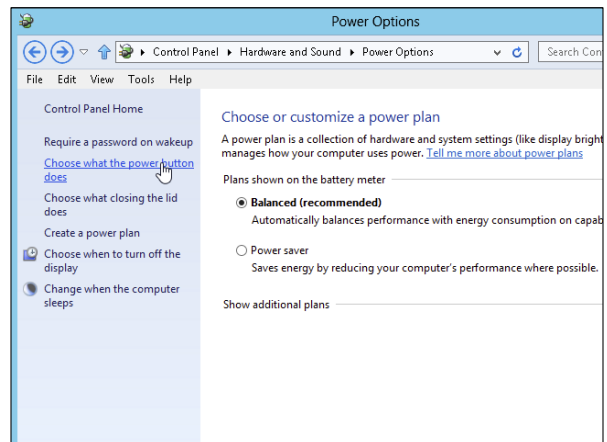 Power Options
Control Panel ▸ Hardware and Sound ▸ Power Options
Search Con
File Edit View Tools Help
Control Panel Home
Require a password on wakeup
Choose what the power button
does
Choose what closing the lid
does
Create a power plan
Choose when to turn off the
display
Change when the computer
sleeps
Choose or customize a power plan
A power plan is a collection of hardware and system settings (like display bright
manages how your computer uses power. Tell me more about power plans
Plans shown on the battery meter
Balanced (recommended)
Automatically balances performance with energy consumption on capab
Power saver
Saves energy by reducing your computer's performance where possible.
Show additional plans